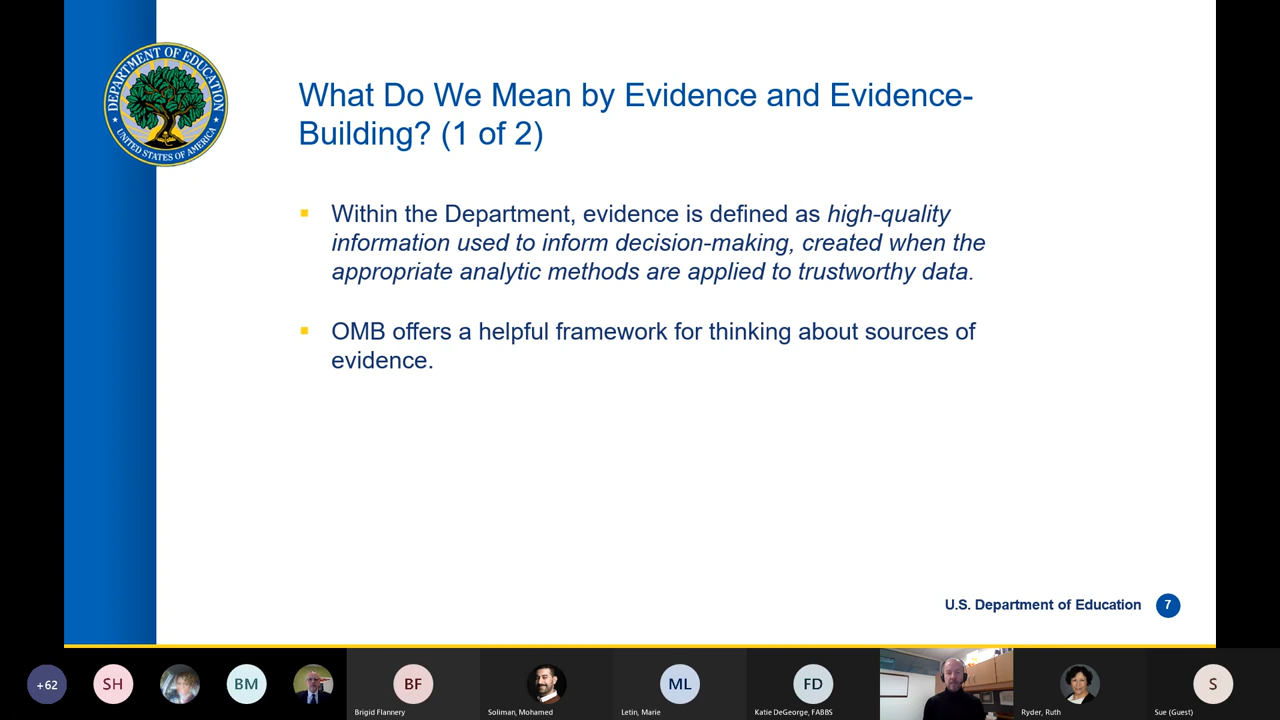 DEPARTMENT OF EDUCATION
UNITED STATES OF AMERICA
What Do We Mean by Evidence and Evidence-
Building? (1 of 2)
Within the Department, evidence is defined as high-quality
information used to inform decision-making, created when the
appropriate analytic methods are applied to trustworthy data.
OMB offers a helpful framework for thinking about sources of
evidence.
U.S. Department of Education 7
+62 SH BM BF ML FD S
Brigid Flannery Soliman, Mohamed Letin, Marie Katie DeGeorge, FABBS Ryder, Ruth Sue (Guest)